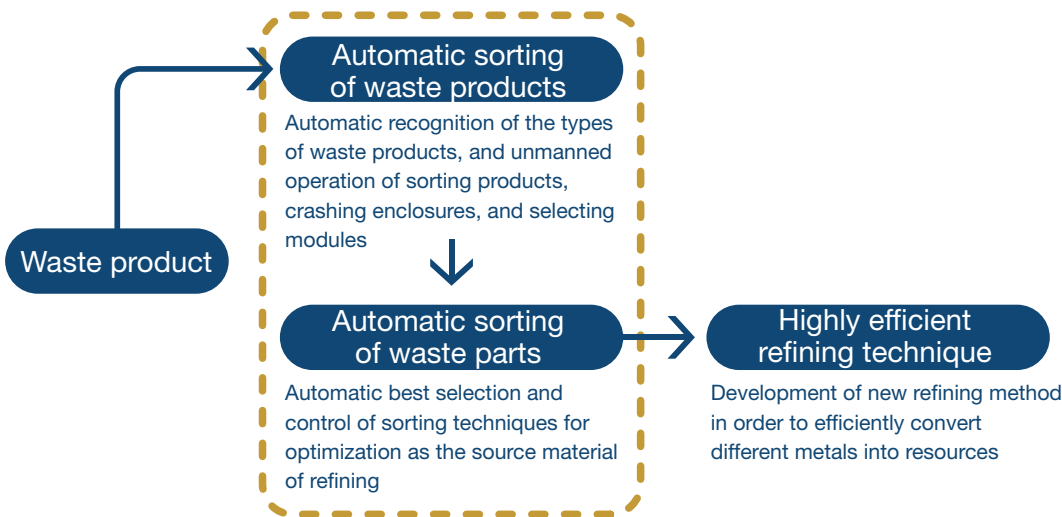 Waste product
Automatic sorting
of waste products
Automatic recognition of the types
of waste products, and unmanned
operation of sorting products,
crashing enclosures, and selecting
modules
Automatic sorting
of waste parts
Automatic best selection and
control of sorting techniques for
optimization as the source material
of refining
Highly efficient
refining technique
Development of new refining method
in order to efficiently convert
different metals into resources